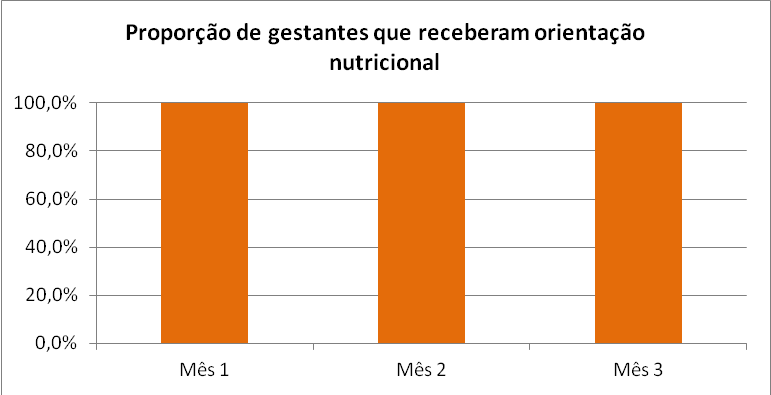 Proporção de gestantes que receberam orientação
nutricional
100,0%
80,0%
60,0%
40,0%
20,0%
0,0%
Mês 1 Mês 2 Mês 3